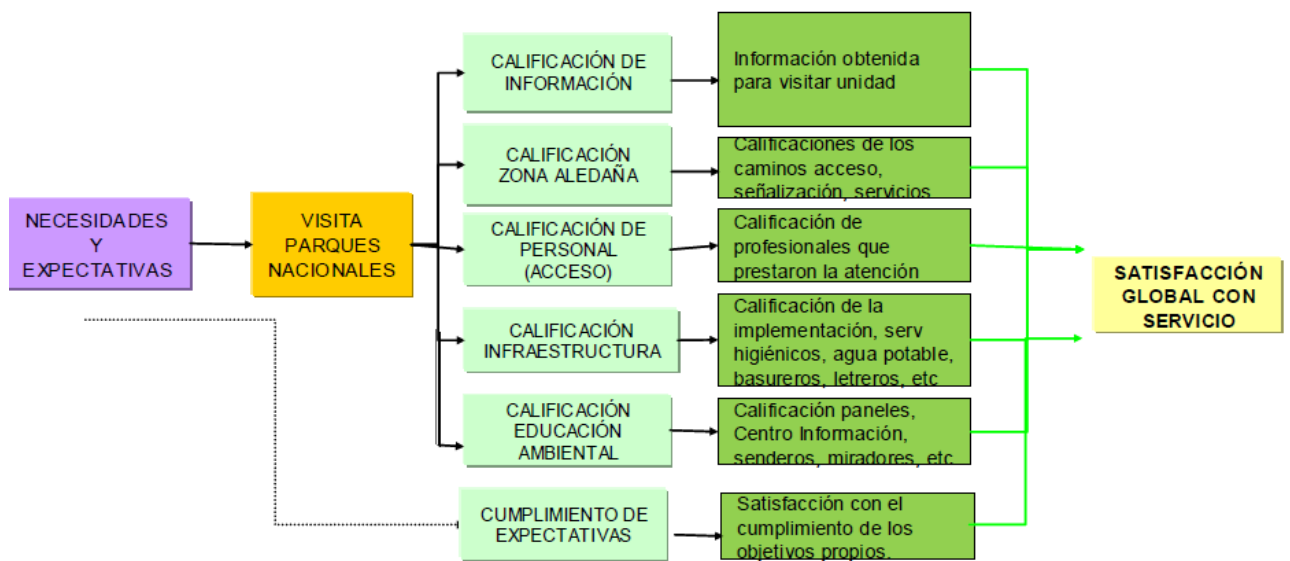 NECESIDADES
Y
EXPECTATIVAS
VISITA
PARQUES
NACIONALES
CALIFICACIÓN DE
INFORMACIÓN
Información obtenida
para visitar unidad
CALIFICACIÓN
ZONA ALEDAÑA
Calificaciones de los
caminos acceso,
señalización, servicios
CALIFICACIÓN DE
PERSONAL
(ACCESO)
Calificación de
profesionales que
prestaron la atención
CALIFICACIÓN
INFRAESTRUCTURA
Calificación de la
implementación, serv
higiénicos, agua potable,
basureros, letreros, etc
CALIFICACIÓN
EDUCACIÓN
AMBIENTAL
Calificación paneles,
Centro Información,
senderos, miradores, etc
CUMPLIMIENTO DE
EXPECTATIVAS
Satisfacción con el
cumplimiento de los
objetivos propios.
SATISFACCIÓN
GLOBAL CON
SERVICIO